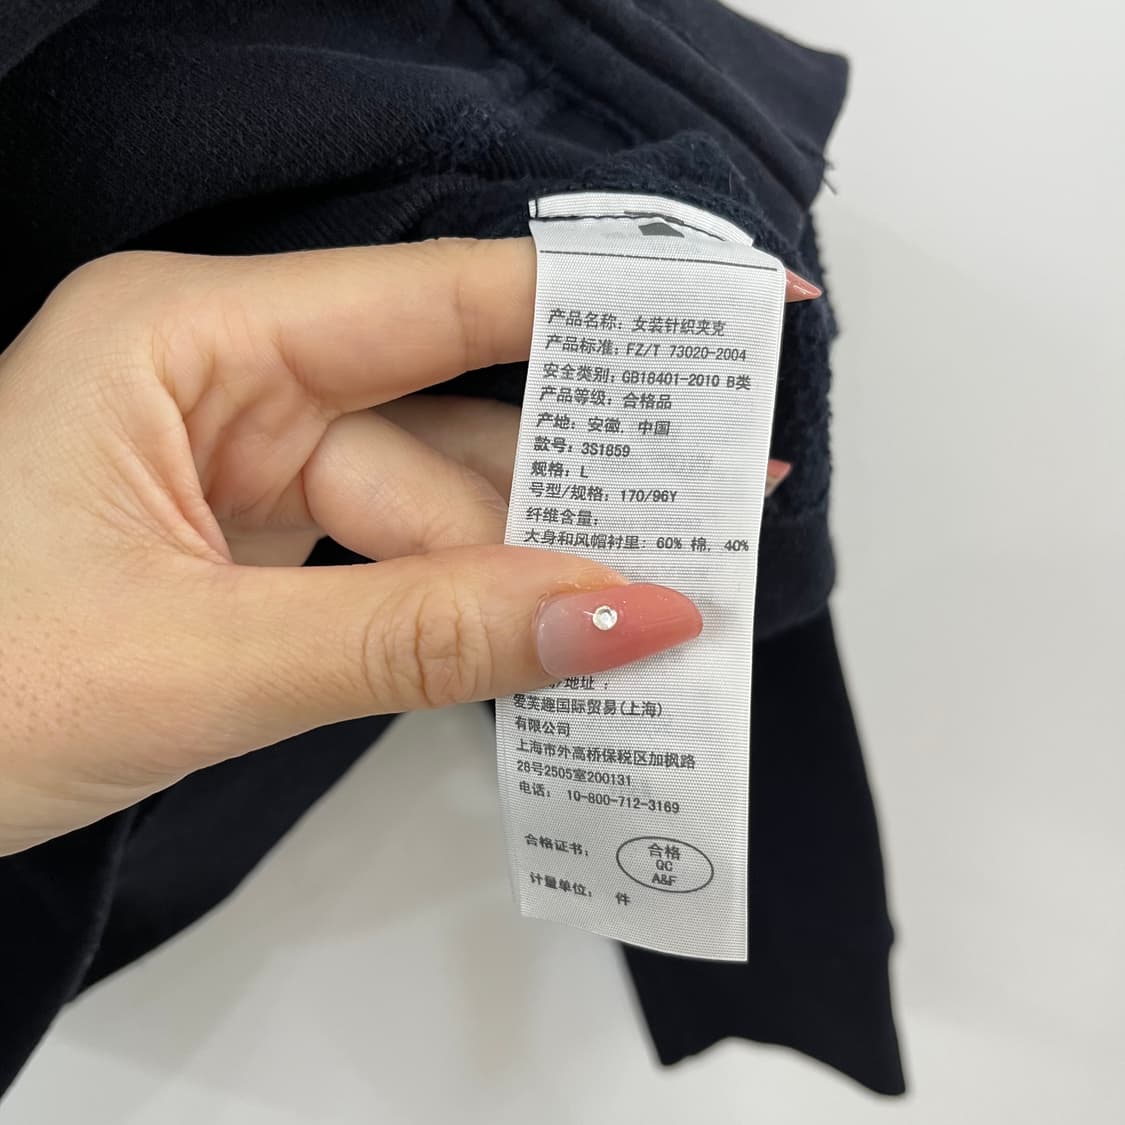 产品名称：女装针织夹克
产品标准：FZ/T 73020-2004
安全类别：GB18401-2010 B类
产品等级：合格品
产地：安徽，中国
款号：3S1859
规格：L
号型/规格：170/96Y
纤维含量：
大身和风帽衬里：60% 棉，40%
/地址：
爱芙趣国际贸易(上海)
有限公司
上海市外高桥保税区加枫路
28号2505室200131
电话： 10-800-712-3169
合格证书：
合格
QC
A&F
计量单位： 件